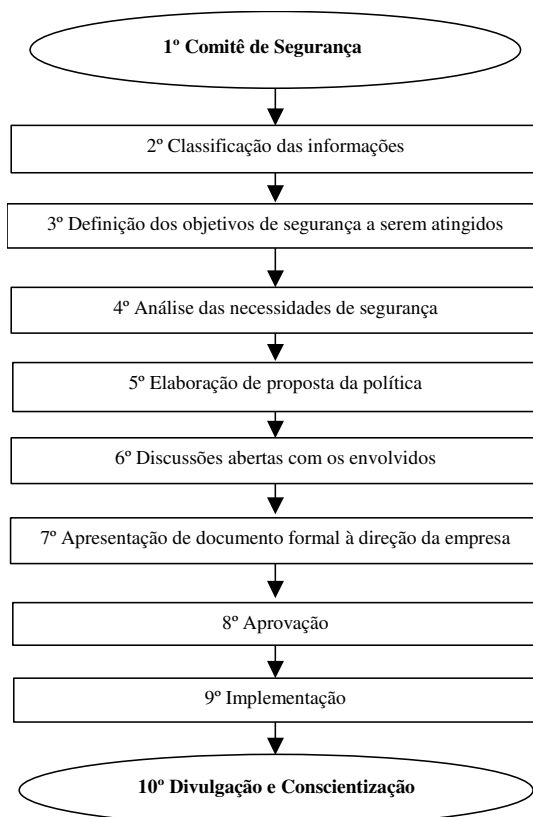 1º Comitê de Segurança
2º Classificação das informações
3º Definição dos objetivos de segurança a serem atingidos
4º Análise das necessidades de segurança
5º Elaboração de proposta da política
6º Discussões abertas com os envolvidos
7º Apresentação de documento formal à direção da empresa
8º Aprovação
9º Implementação
10º Divulgação e Conscientização